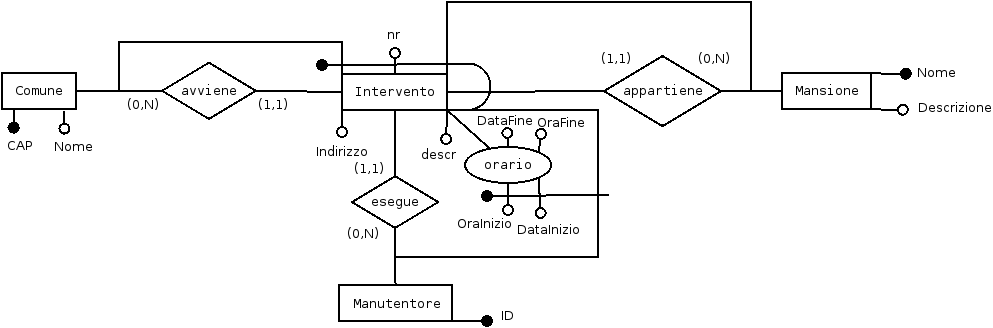 nr
(1,1)
(0,N)
Nome
Comune
avviene
Intervento
appartiene
Mansione
(0,N)
(1,1)
Descrizione
DataFine
OraFine
CAP
Nome
Indirizzo
descr
orario
(1,1)
esegue
OraInizio
DataInizio
(0,N)
Manutentore
ID